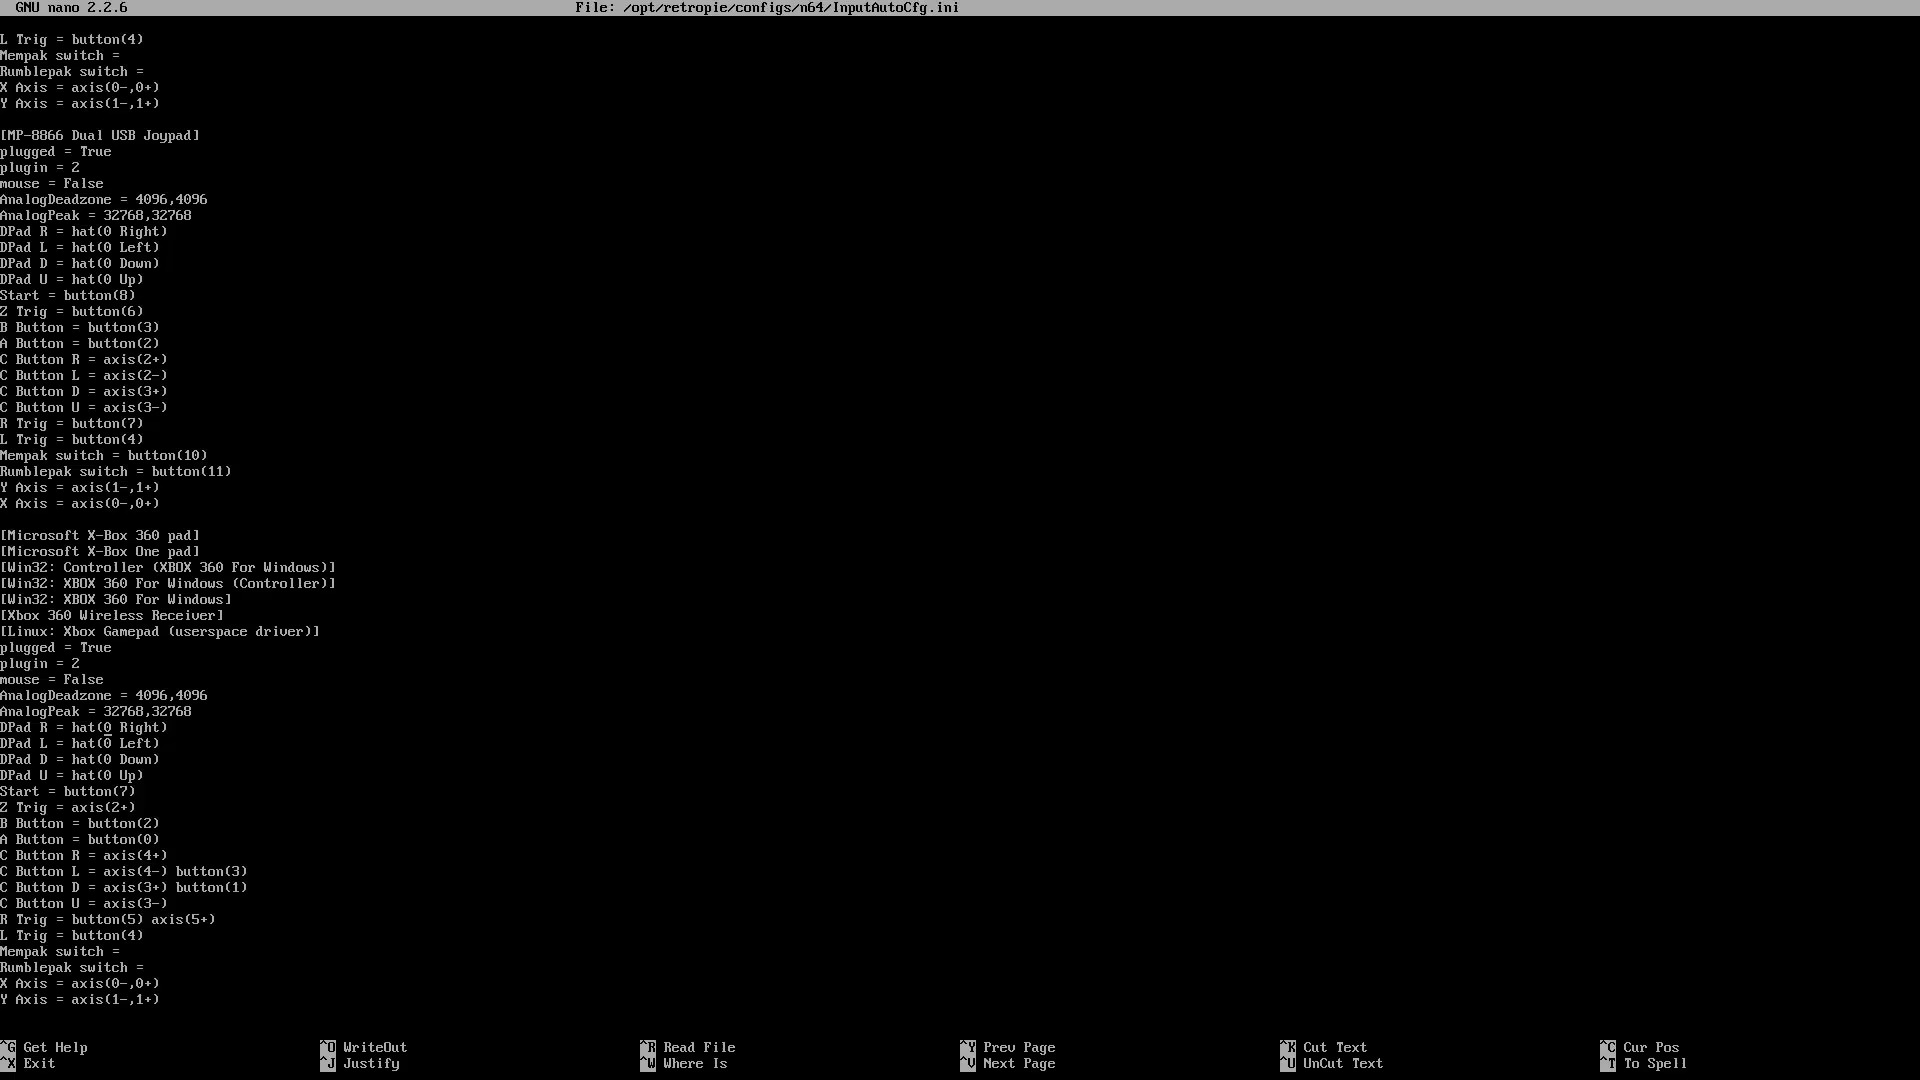 GNU nano 2.2.6 File: /opt/retropie/configs/n64/InputAutoCfg.ini
L Trig = button(4)
Mempak switch =
Rumblepak switch =
X Axis = axis(0-,0+)
Y Axis = axis(1-,1+)
[MP-8866 Dual USB Joypad]
plugged = True
plugin = 2
mouse = False
AnalogDeadzone = 4096,4096
AnalogPeak = 32768,32768
DPad R = hat(0 Right)
DPad L = hat(0 Left)
DPad D = hat(0 Down)
DPad U = hat(0 Up)
Start = button(8)
Z Trig = button(6)
B Button = button(3)
A Button = button(2)
C Button R = axis(2+)
C Button L = axis(2-)
C Button D = axis(3+)
C Button U = axis(3-)
R Trig = button(7)
L Trig = button(4)
Mempak switch = button(10)
Rumblepak switch = button(11)
Y Axis = axis(1-,1+)
X Axis = axis(0-,0+)
[Microsoft X-Box 360 pad]
[Microsoft X-Box One pad]
[Win32: Controller (XBOX 360 For Windows)]
[Win32: XBOX 360 For Windows (Controller)]
[Win32: XBOX 360 For Windows]
[Xbox 360 Wireless Receiver]
[Linux: Xbox Gamepad (userspace driver)]
plugged = True
plugin = 2
mouse = False
AnalogDeadzone = 4096,4096
AnalogPeak = 32768,32768
DPad R = hat(0 Right)
DPad L = hat(0 Left)
DPad D = hat(0 Down)
DPad U = hat(0 Up)
Start = button(7)
Z Trig = axis(2+)
B Button = button(2)
A Button = button(0)
C Button R = axis(4+)
C Button L = axis(4-) button(3)
C Button D = axis(3+) button(1)
C Button U = axis(3-)
R Trig = button(5) axis(5+)
L Trig = button(4)
Mempak switch =
Rumblepak switch =
X Axis = axis(0-,0+)
Y Axis = axis(1-,1+)
^G Get Help ^O WriteOut ^R Read File ^Y Prev Page ^K Cut Text ^C Cur Pos
^X Exit ^J Justify ^W Where Is ^V Next Page ^U UnCut Text ^T To Spell